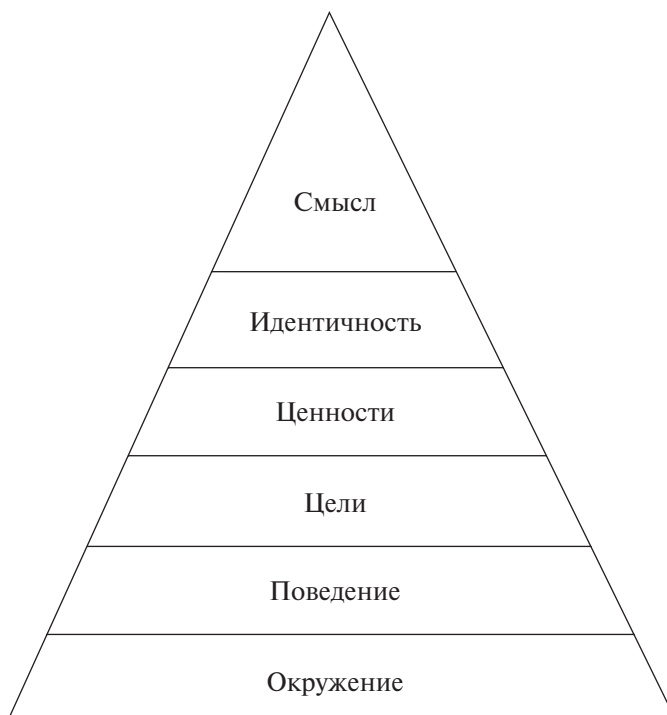 Смысл
Идентичность
Ценности
Цели
Поведение
Окружение